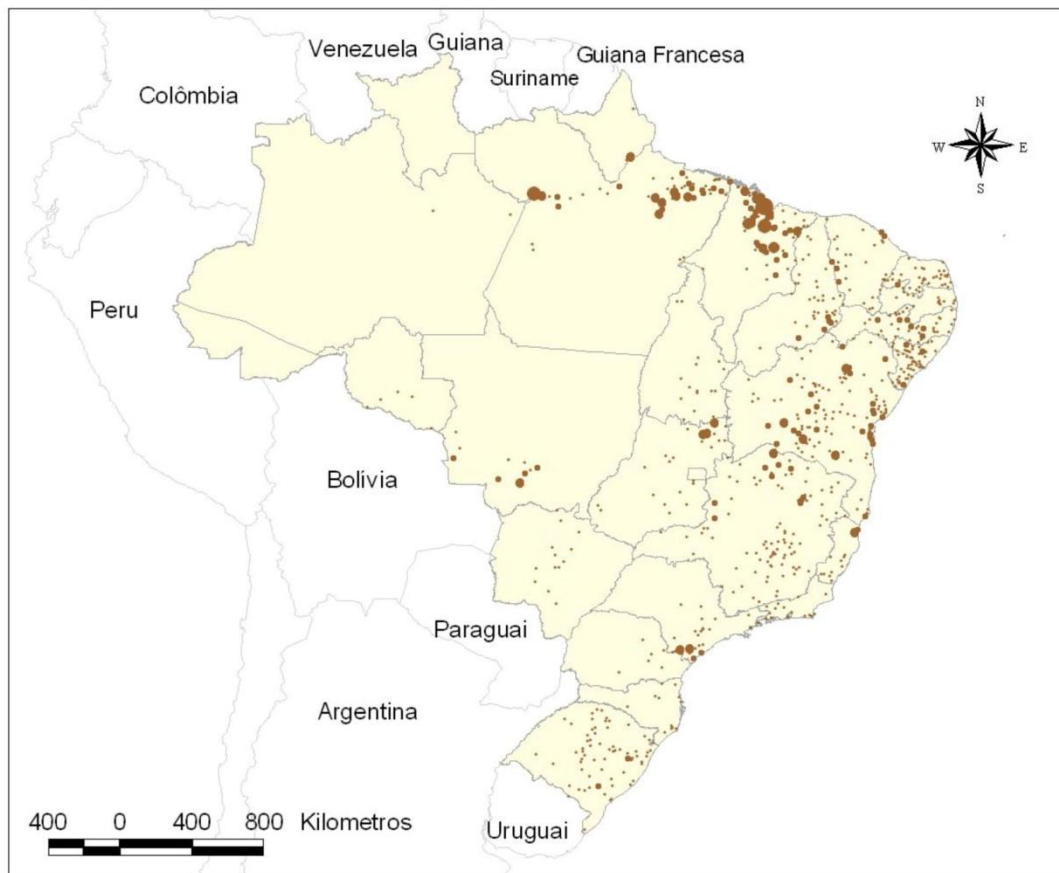 Venezuela
Guiana
Guiana Francesa
Suriname
Colômbia
N
W E
S
Peru
Bolivia
Paraguai
Argentina
Uruguai
400 0 400 800 Kilometros